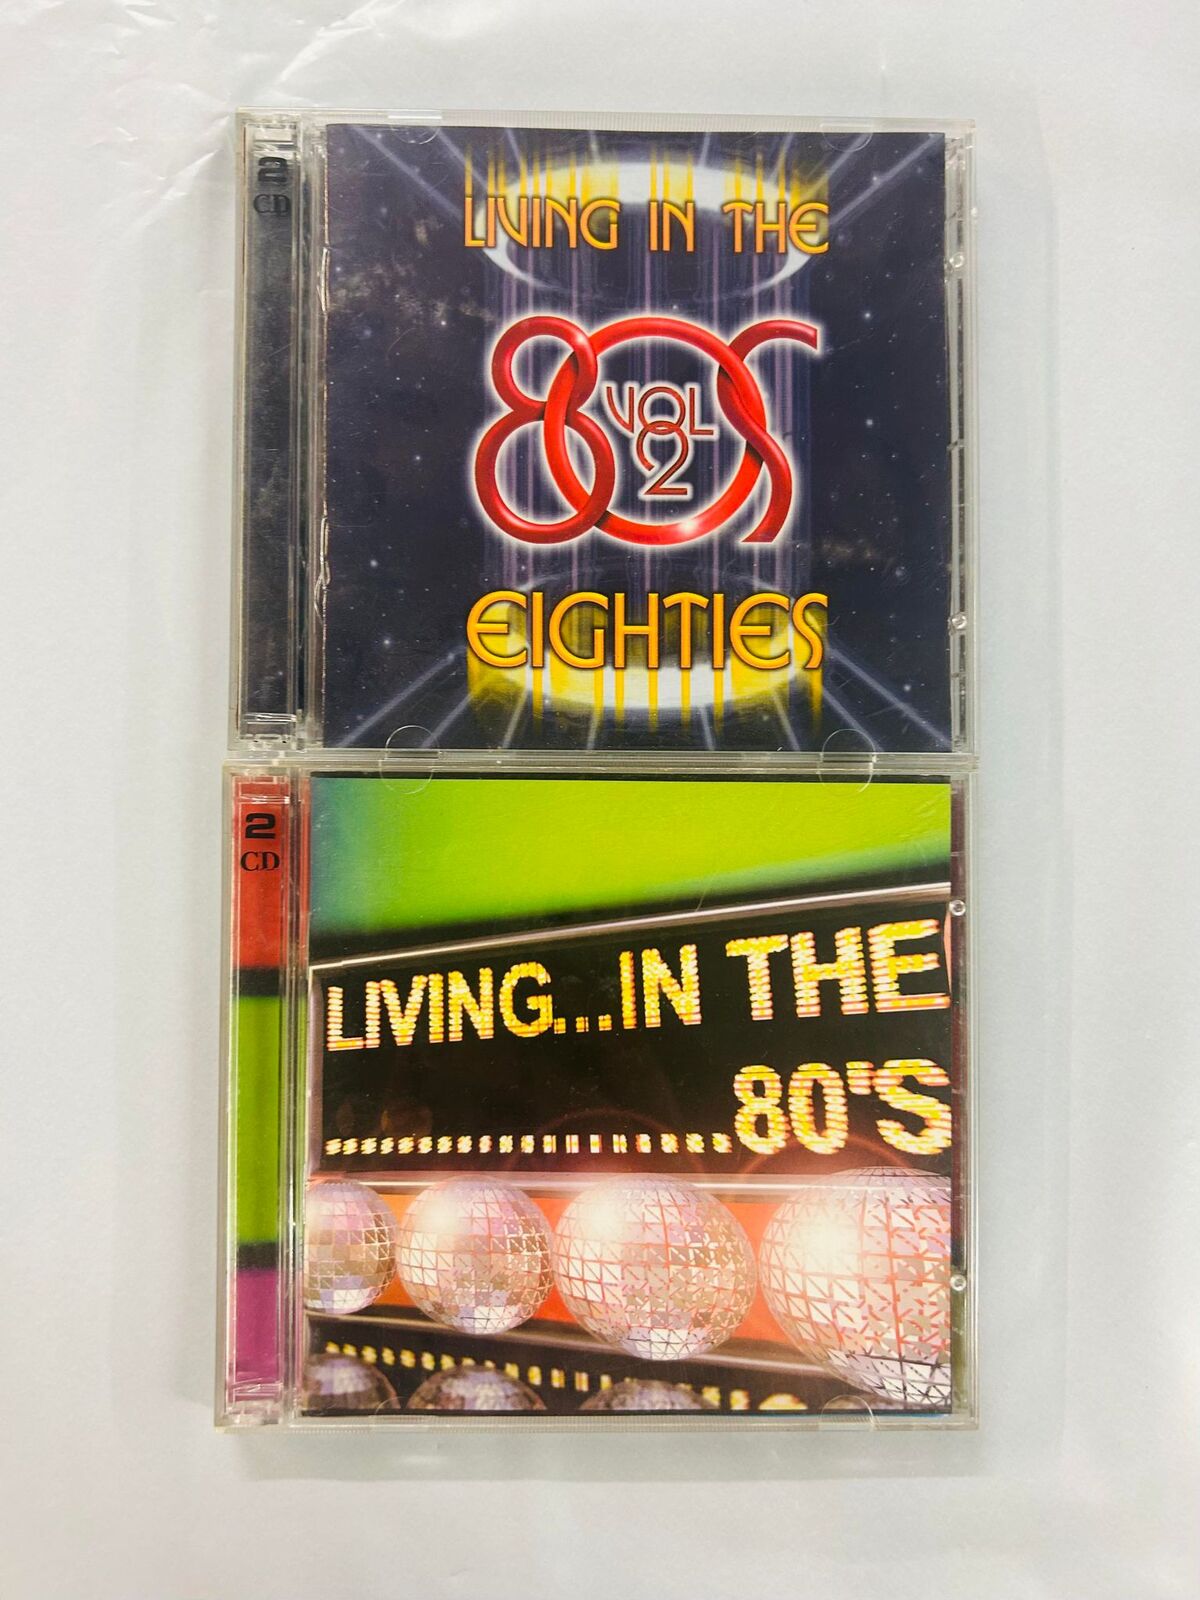 2
CD
LIVING IN THE
80S
VOL
2
EIGHTIES
2
CD
LIVING...IN THE
....................80'S